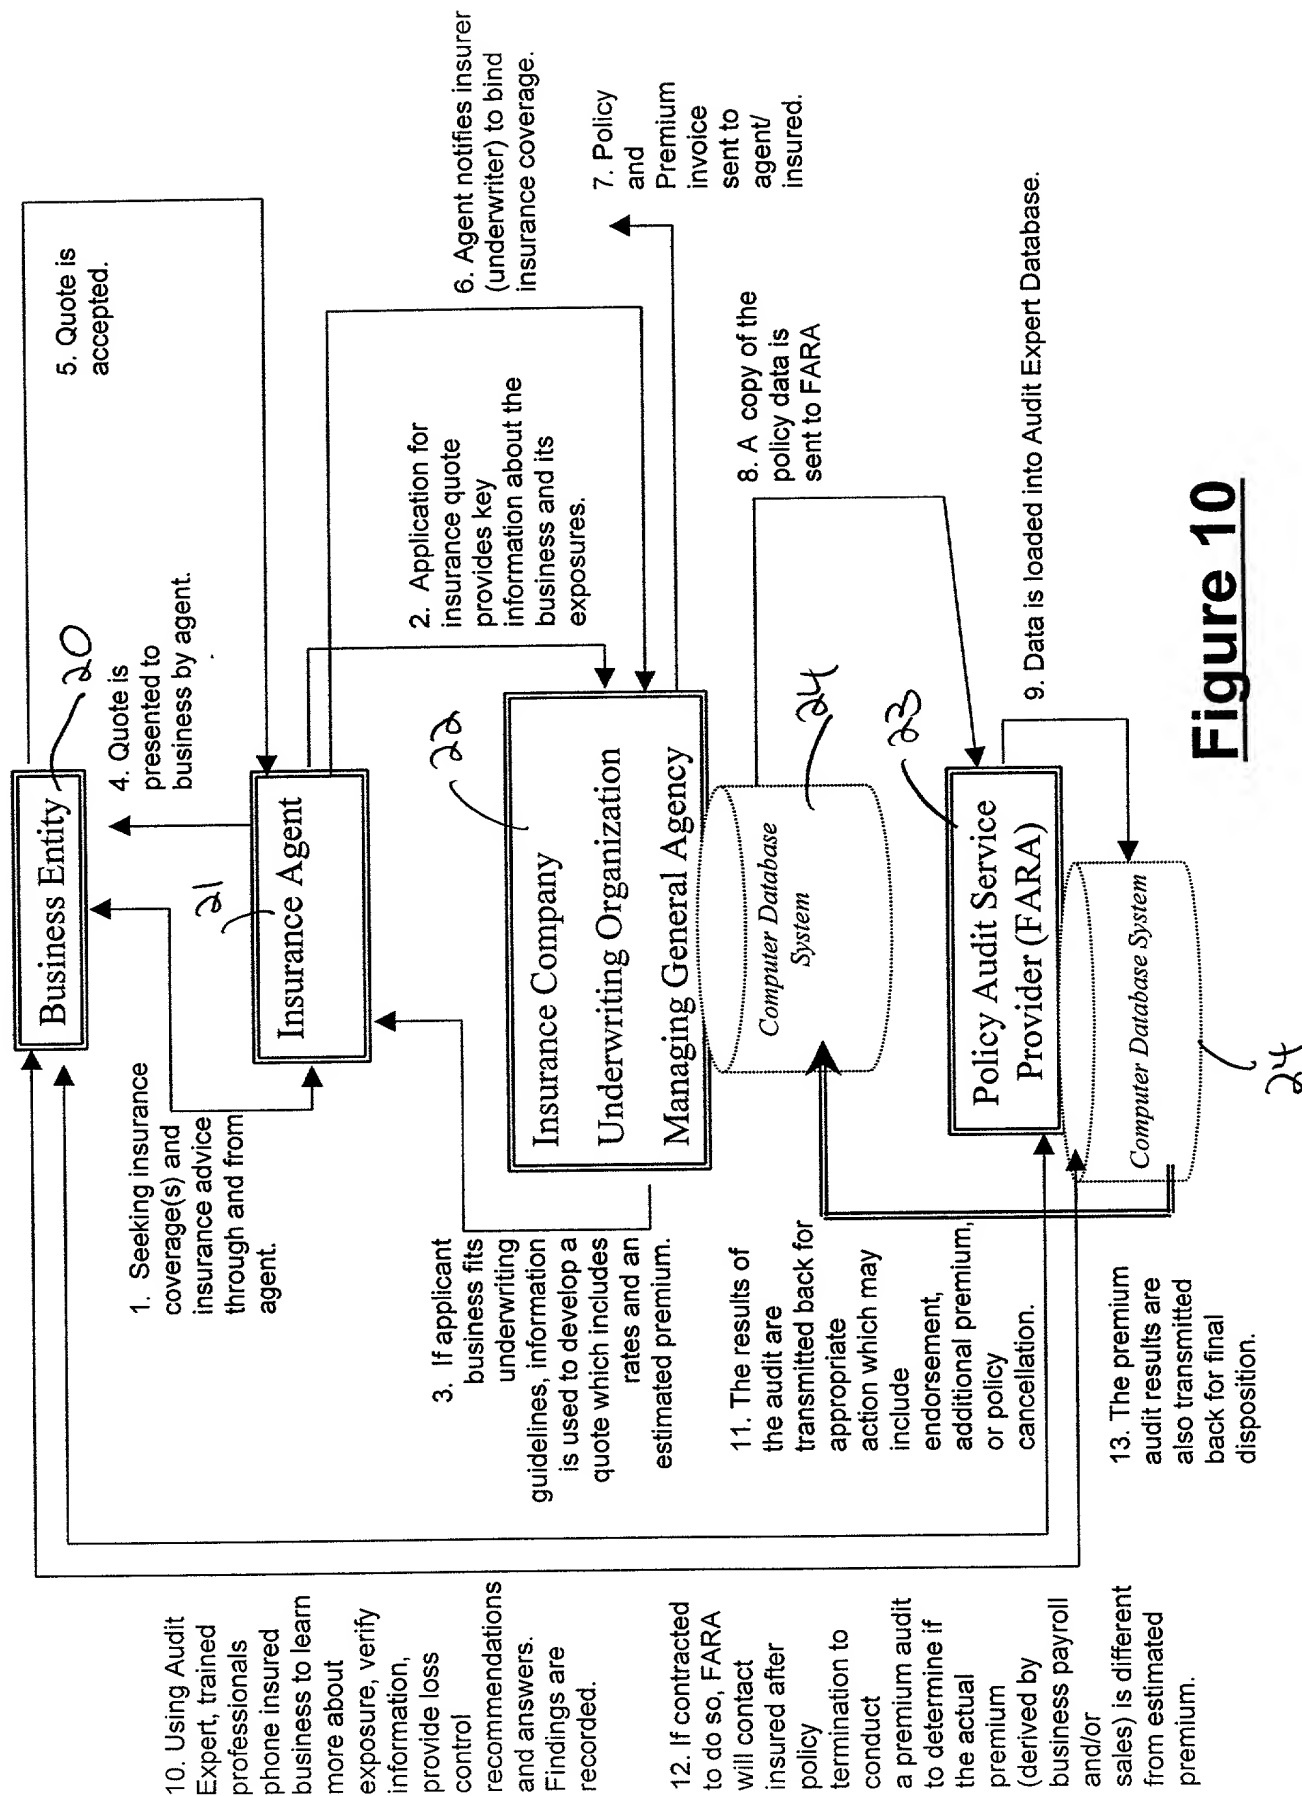 10. Using Audit
Expert, trained
professionals
phone insured
business to learn
more about
exposure, verify
information,
provide loss
control
recommendations
and answers.
Findings are
recorded.
12. If contracted
to do so, FARA
will contact
insured after
policy
termination to
conduct
a premium audit
to determine if
the actual
premium
(derived by
business payroll
and/or
sales) is different
from estimated
premium.
1. Seeking insurance
coverage(s) and
insurance advice
through and from
agent.
3. If applicant
business fits
underwriting
guidelines, information
is used to develop a
quote which includes
rates and an
estimated premium.
11. The results of
the audit are
transmitted back for
appropriate
action which may
include
endorsement,
additional premium,
or policy
cancellation.
13. The premium
audit results are
also transmitted
back for final
disposition.
Business Entity
20
21
Insurance Agent
22
Insurance Company
Underwriting Organization
Managing General Agency
Computer Database
System
24
23
Policy Audit Service
Provider (FARA)
Computer Database System
24
4. Quote is
presented to
business by agent.
5. Quote is
accepted.
2. Application for
insurance quote
provides key
information about the
business and its
exposures.
6. Agent notifies insurer
(underwriter) to bind
insurance coverage.
7. Policy
and
Premium
invoice
sent to
agent/
insured.
8. A copy of the
policy data is
sent to FARA
9. Data is loaded into Audit Expert Database.
Figure 10